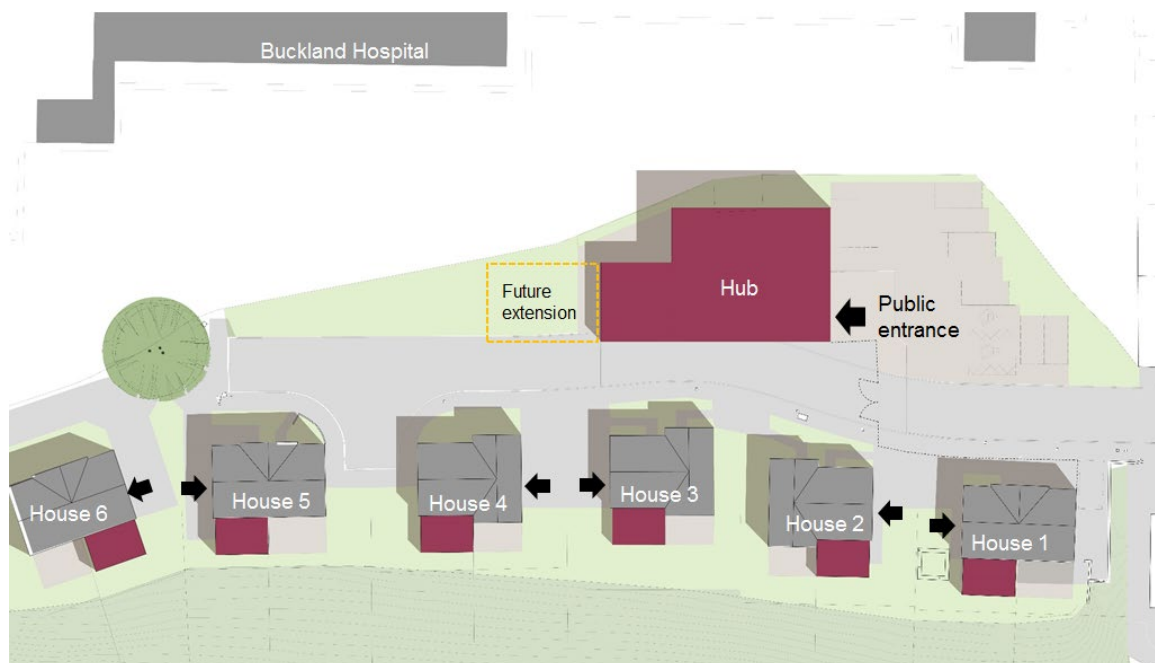 Buckland Hospital
Future
extension
Hub
Public
entrance
House 6
House 5
House 4
House 3
House 2
House 1